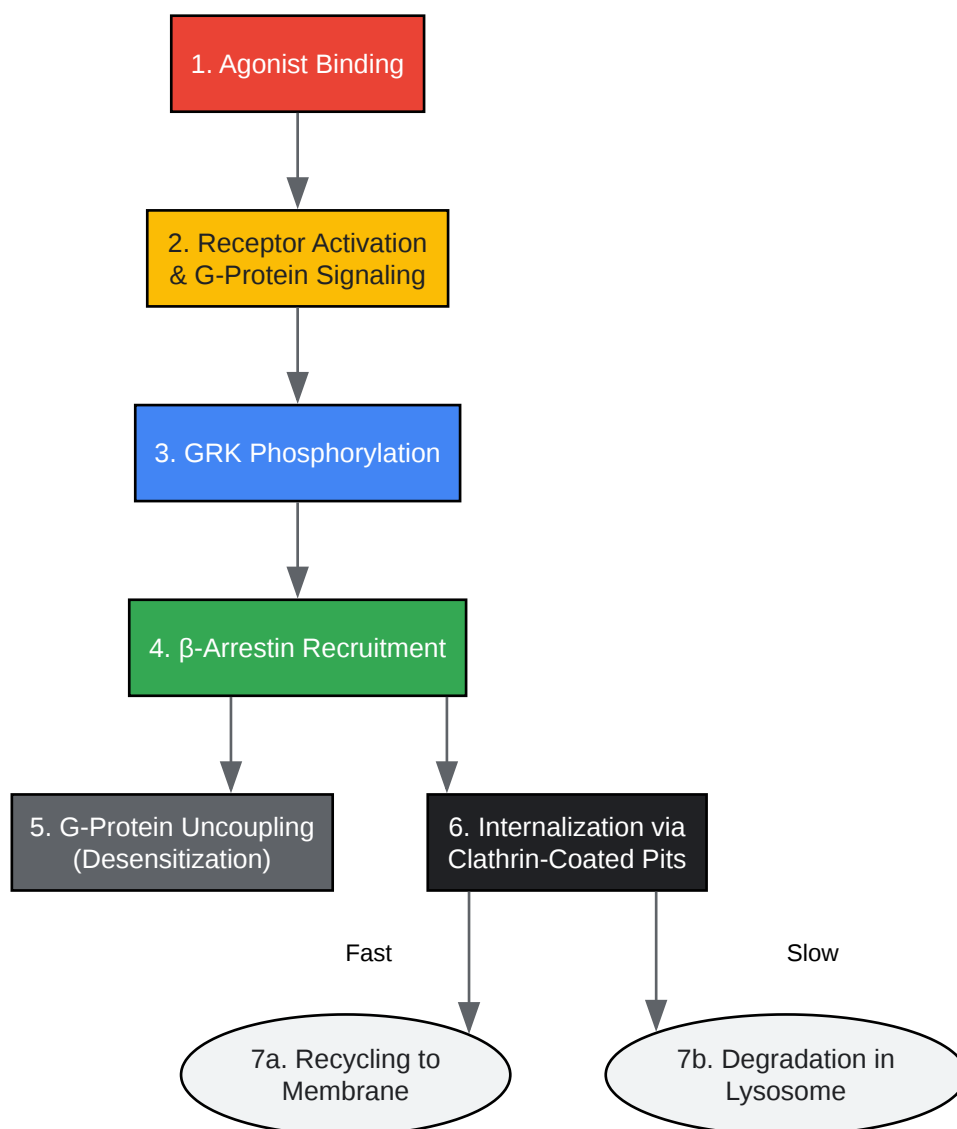 1. Agonist Binding
2. Receptor Activation
& G-Protein Signaling
3. GRK Phosphorylation
4. β-Arrestin Recruitment
5. G-Protein Uncoupling
(Desensitization)
6. Internalization via
Clathrin-Coated Pits
Fast
Slow
7a. Recycling to
Membrane
7b. Degradation in
Lysosome